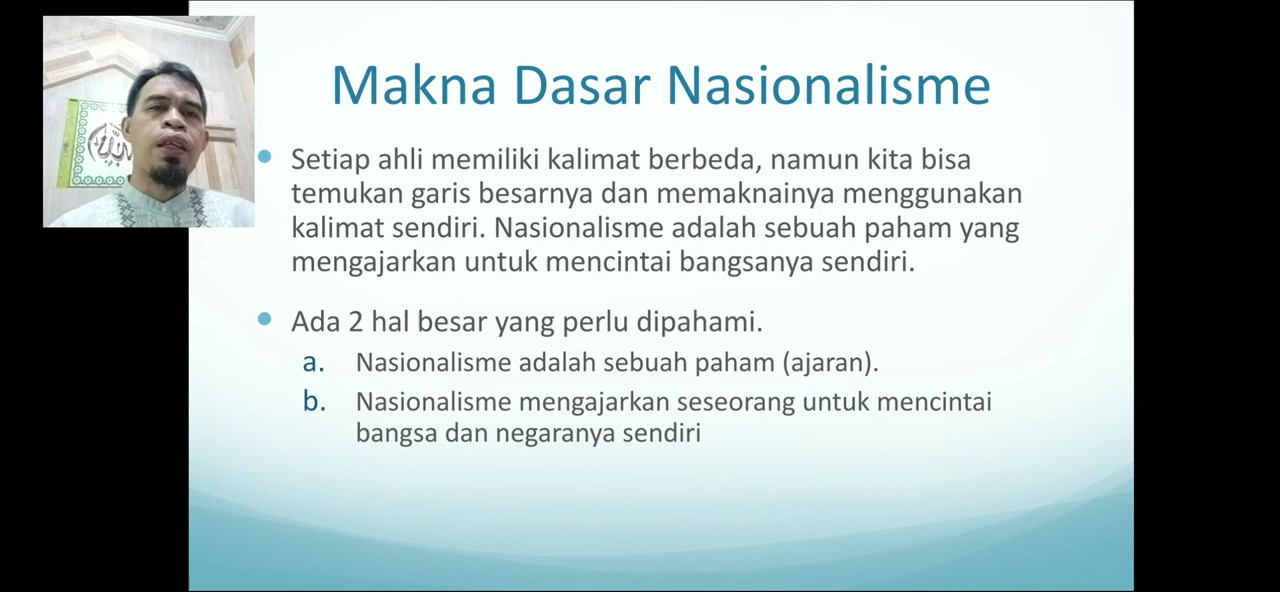 Makna Dasar Nasionalisme
• Setiap ahli memiliki kalimat berbeda, namun kita bisa
temukan garis besarnya dan memaknainya menggunakan
kalimat sendiri. Nasionalisme adalah sebuah paham yang
mengajarkan untuk mencintai bangsanya sendiri.
• Ada 2 hal besar yang perlu dipahami.
a. Nasionalisme adalah sebuah paham (ajaran).
b. Nasionalisme mengajarkan seseorang untuk mencintai
bangsa dan negaranya sendiri